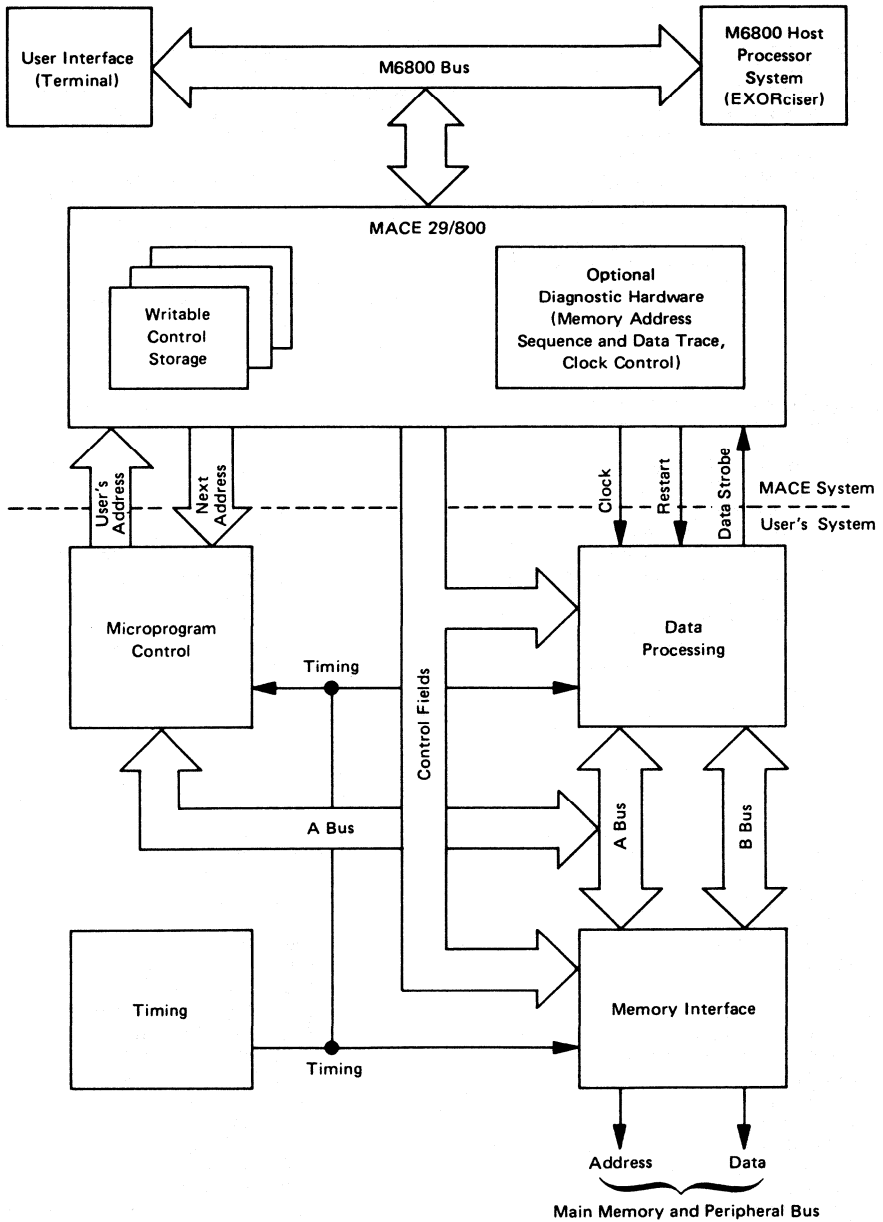 User Interface
(Terminal)
M6800 Bus
M6800 Host
Processor
System
(EXORciser)
MACE 29/800
Writable
Control
Storage
Optional
Diagnostic Hardware
(Memory Address
Sequence and Data Trace,
Clock Control)
User's
Address
Next
Address
Clock
Restart
Data Strobe
MACE System
User's System
Microprogram
Control
Timing
Control Fields
Data
Processing
A Bus
A Bus
B Bus
Timing
Timing
Memory Interface
Address
Data
Main Memory and Peripheral Bus